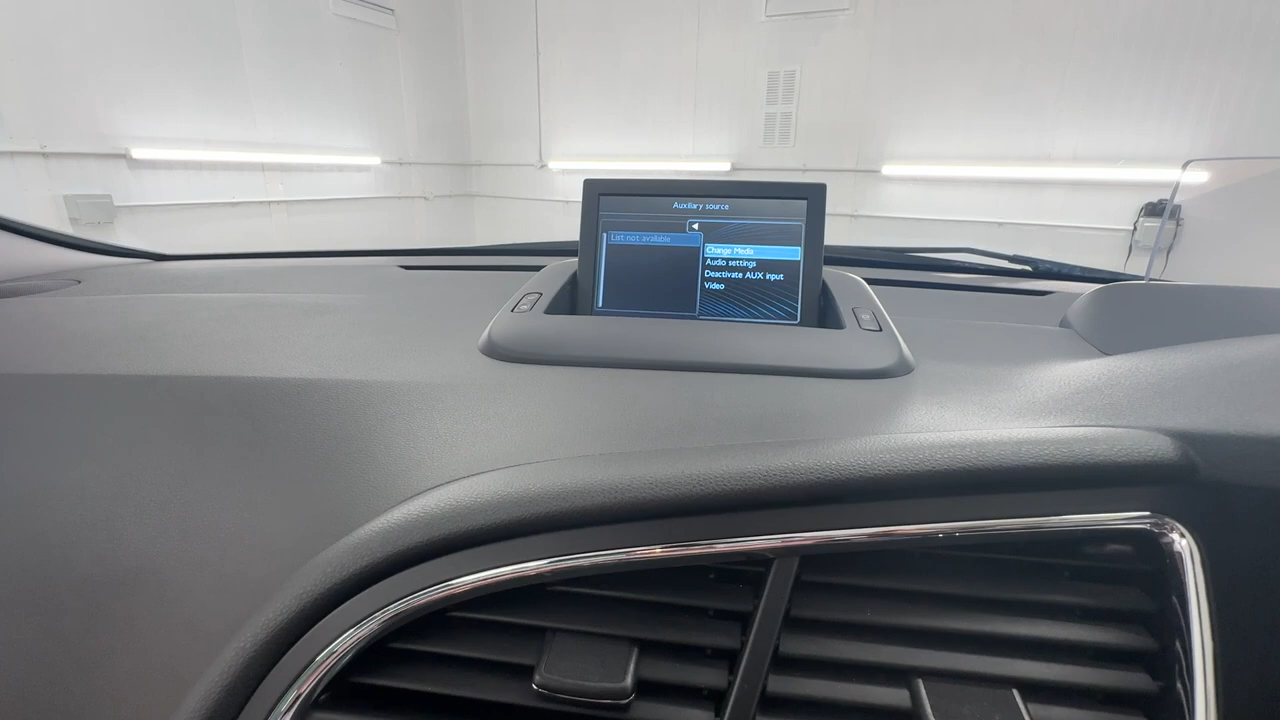 Auxiliary source
List not available
Change Media
Audio settings
Deactivate AUX input
Video